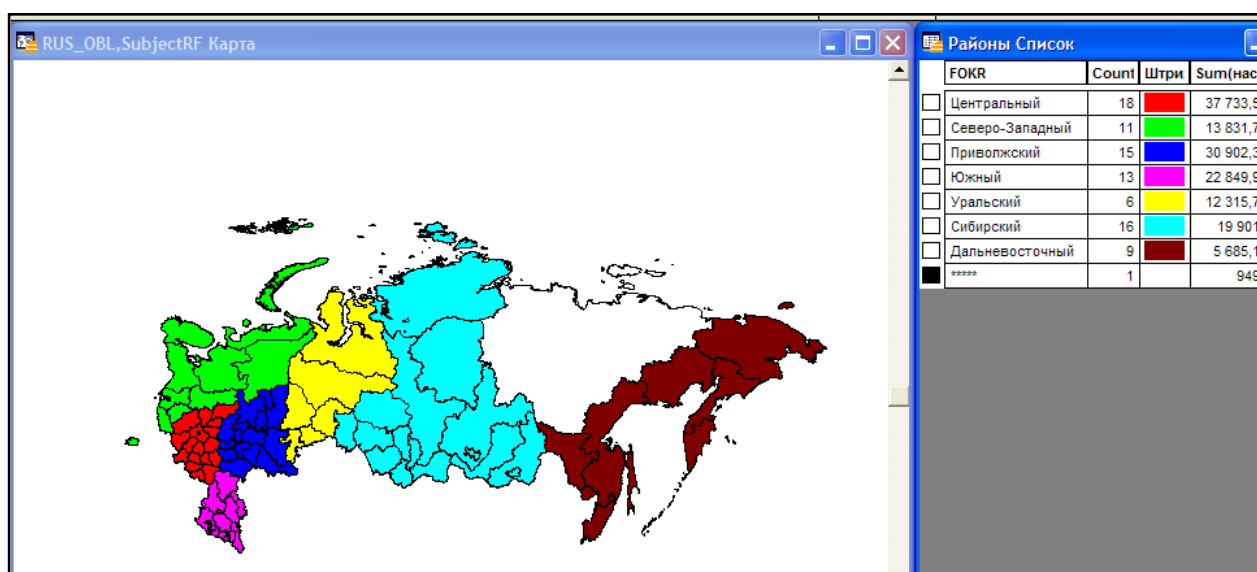 RUS_OBL,SubjectRF Карта
Районы Список
FOKR Count Штри Sum(нас
Центральный 18 37 733,5
Северо-Западный 11 13 831,7
Приволжский 15 30 902,3
Южный 13 22 849,9
Уральский 6 12 315,7
Сибирский 16 19 901
Дальневосточный 9 5 685,1
***** 1 949